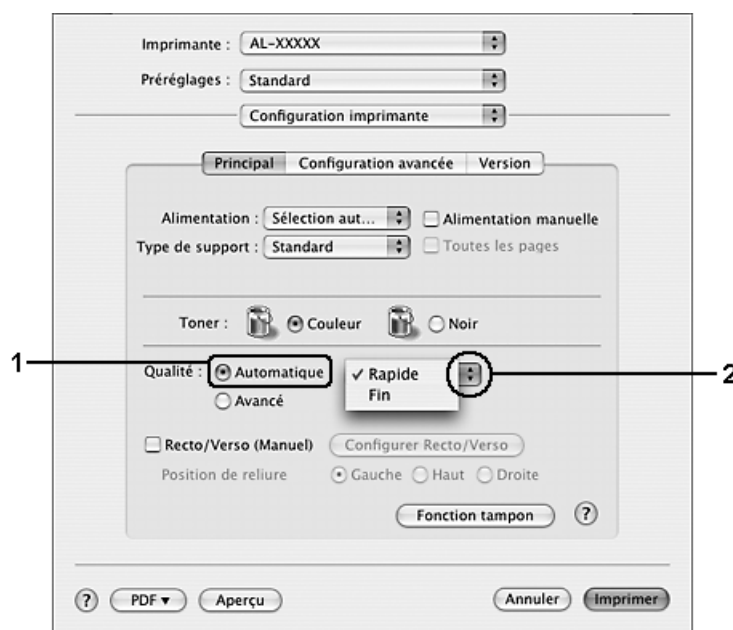 Imprimante : AL-XXXXX
Préréglages : Standard
Configuration imprimante
Principal Configuration avancée Version
Alimentation : Sélection aut... Alimentation manuelle
Type de support : Standard Toutes les pages
Toner : Couleur Noir
1 Qualité : Automatique ✓ Rapide 2
Avancé Fin
Recto/Verso (Manuel) Configurer Recto/Verso
Position de reliure Gauche Haut Droite
Fonction tampon ?
? PDF ▼ Aperçu Annuler Imprimer